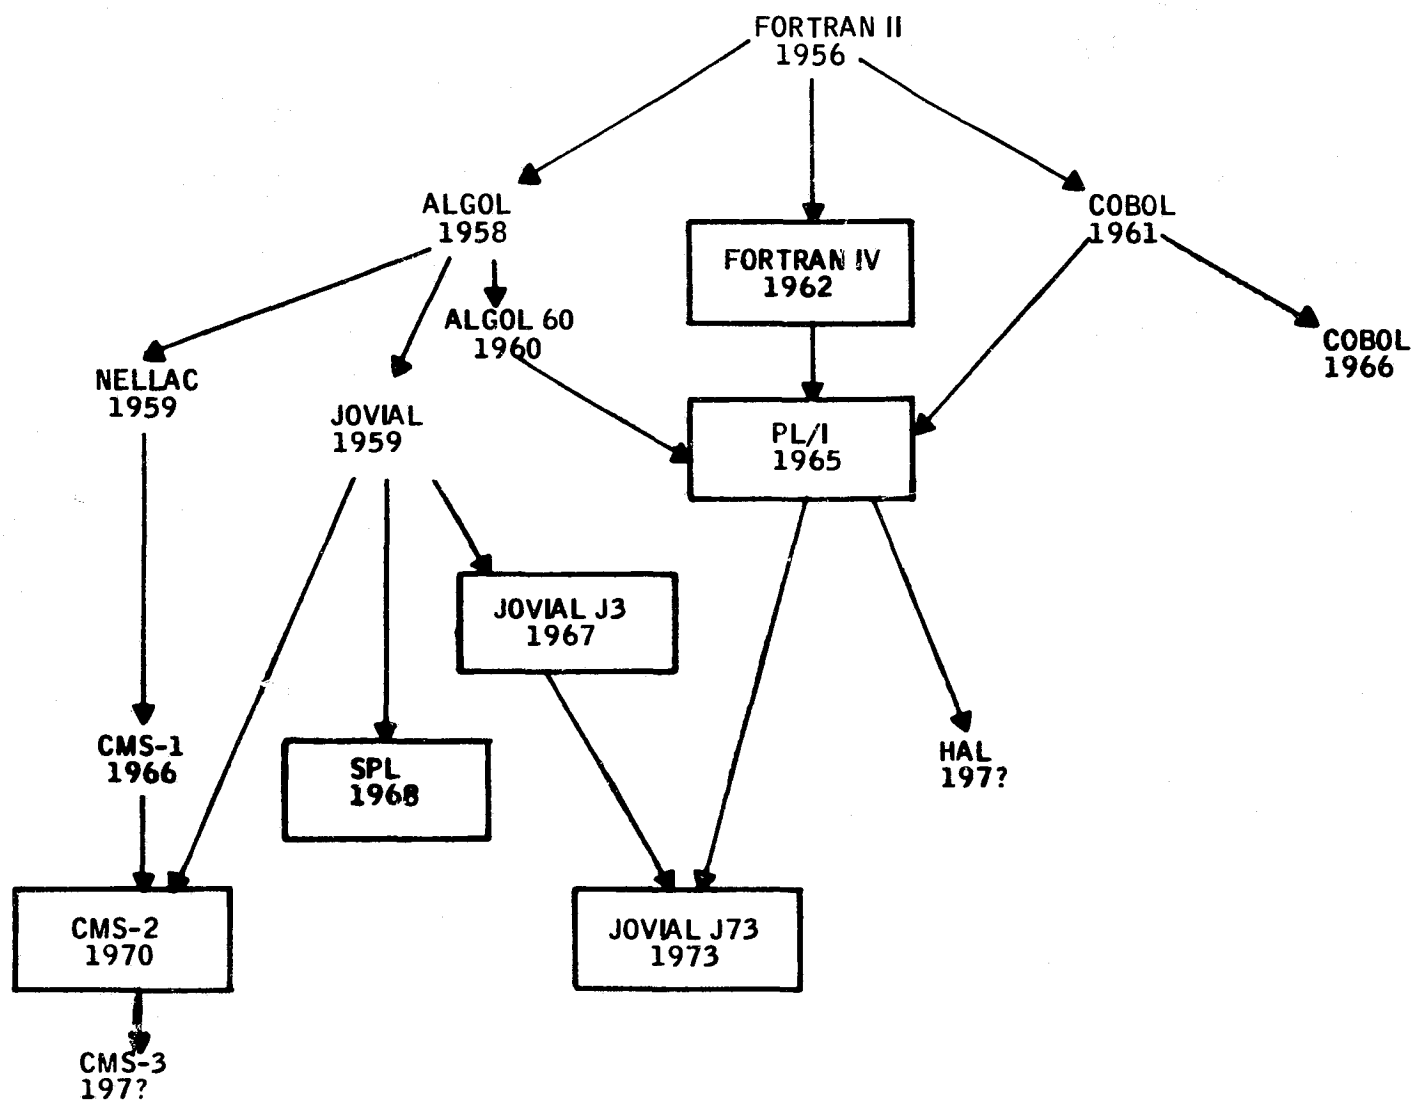 FORTRAN II
1956
ALGOL
1958
COBOL
1961
FORTRAN IV
1962
ALGOL 60
1960
COBOL
1966
NELLAC
1959
JOVIAL
1959
PL/I
1965
JOVIAL J3
1967
CMS-1
1966
SPL
1968
HAL
197?
CMS-2
1970
JOVIAL J73
1973
CMS-3
197?